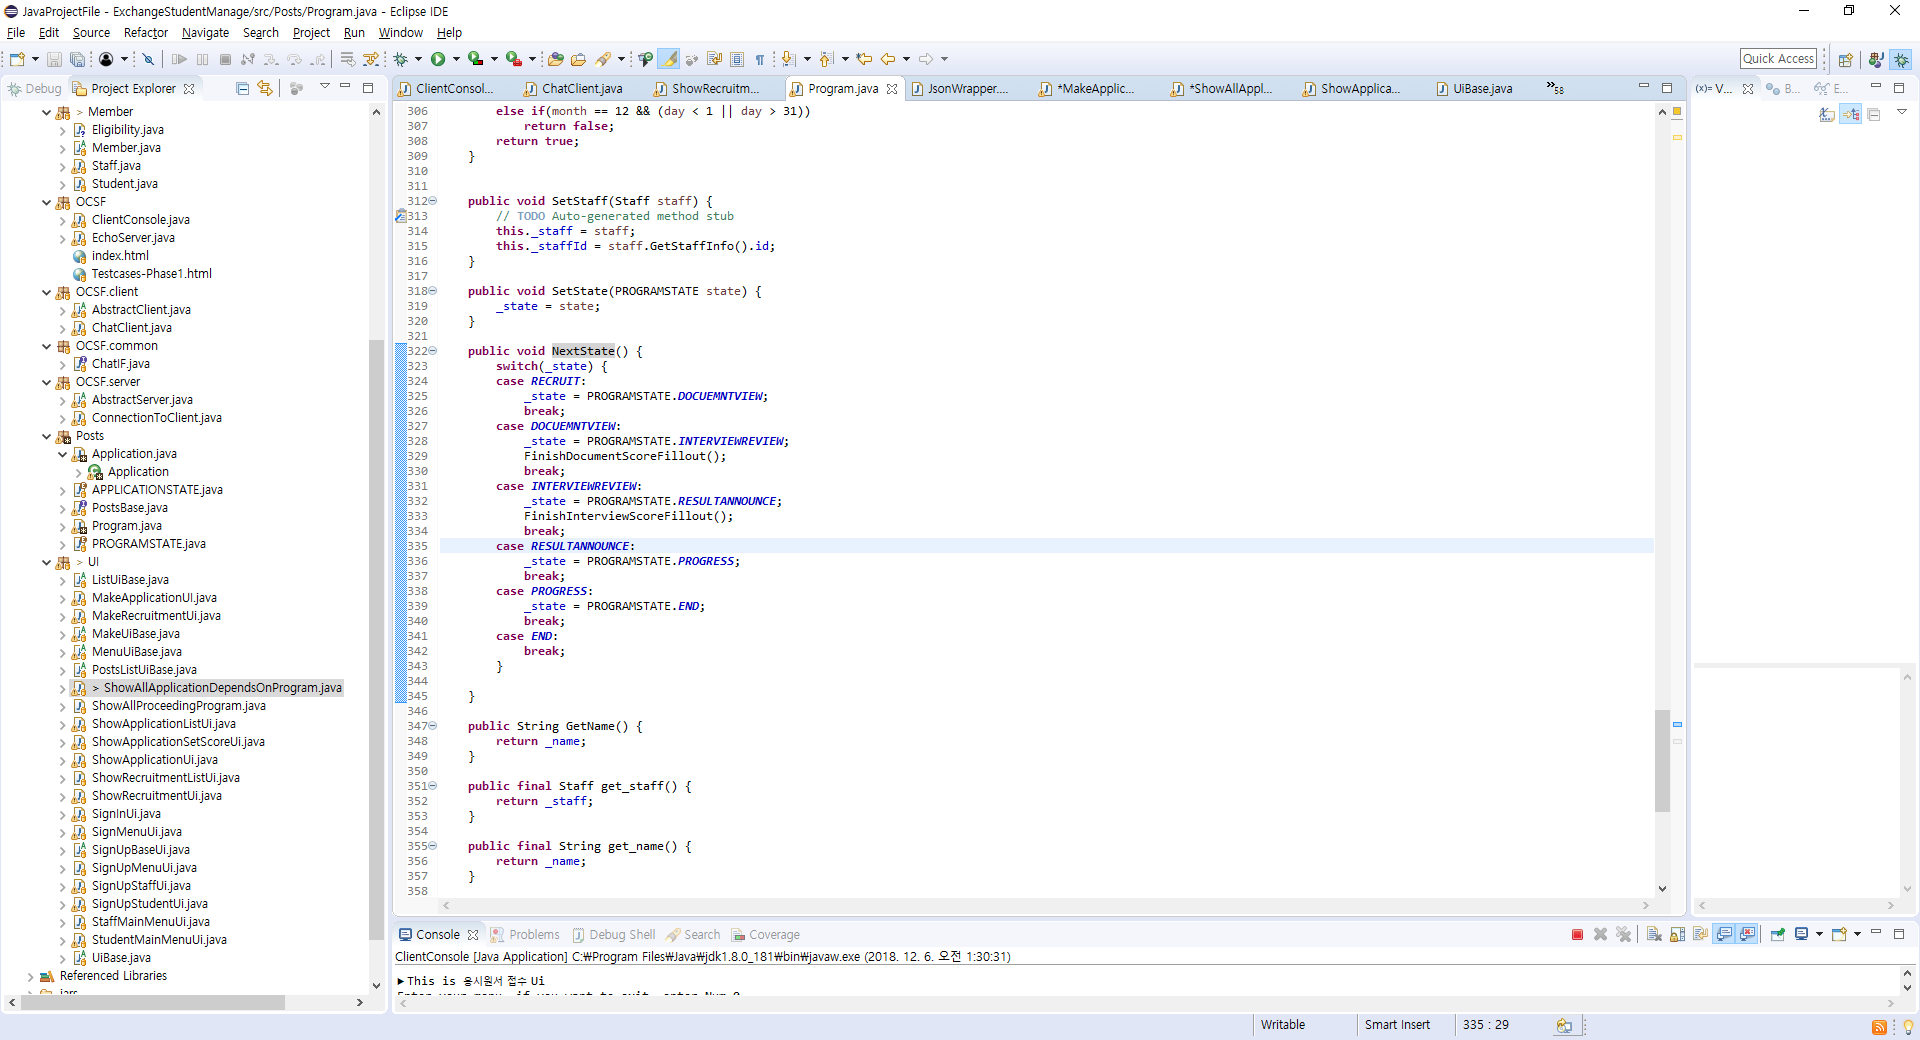 JavaProjectFile - ExchangeStudentManage/src/Posts/Program.java - Eclipse IDE
File Edit Source Refactor Navigate Search Project Run Window Help
Quick Access
Debug Project Explorer
Member
Eligibility.java
Member.java
Staff.java
Student.java
OCSF
ClientConsole.java
EchoServer.java
index.html
Testcases-Phase1.html
OCSF.client
AbstractClient.java
ChatClient.java
OCSF.common
ChatIF.java
OCSF.server
AbstractServer.java
ConnectionToClient.java
Posts
Application.java
Application
APPLICATIONSTATE.java
PostsBase.java
Program.java
PROGRAMSTATE.java
> UI
ListUiBase.java
MakeApplicationUI.java
MakeRecruitmentUi.java
MakeUiBase.java
MenuUiBase.java
PostsListUiBase.java
> ShowAllApplicationDependsOnProgram.java
ShowAllProceedingProgram.java
ShowApplicationListUi.java
ShowApplicationSetScoreUi.java
ShowApplicationUi.java
ShowRecruitmentListUi.java
ShowRecruitmentUi.java
SignInUi.java
SignMenuUi.java
SignUpBaseUi.java
SignUpMenuUi.java
SignUpStaffUi.java
SignUpStudentUi.java
StaffMainMenuUi.java
StudentMainMenuUi.java
UiBase.java
Referenced Libraries
jars
ClientConsol... ChatClient.java ShowRecruitm... Program.java JsonWrapper.... *MakeApplic... *ShowAllAppl... ShowApplica... UiBase.java »58
306 else if(month == 12 && (day < 1 || day > 31))
307 return false;
308 return true;
309 }
310
311
312 public void SetStaff(Staff staff) {
313 // TODO Auto-generated method stub
314 this._staff = staff;
315 this._staffId = staff.GetStaffInfo().id;
316 }
317
318 public void SetState(PROGRAMSTATE state) {
319 _state = state;
320 }
321
322 public void NextState() {
323 switch(_state) {
324 case RECRUIT:
325 _state = PROGRAMSTATE.DOCUEMNTVIEW;
326 break;
327 case DOCUEMNTVIEW:
328 _state = PROGRAMSTATE.INTERVIEWREVIEW;
329 FinishDocumentScoreFillout();
330 break;
331 case INTERVIEWREVIEW:
332 _state = PROGRAMSTATE.RESULTANNOUNCE;
333 FinishInterviewScoreFillout();
334 break;
335 case RESULTANNOUNCE:
336 _state = PROGRAMSTATE.PROGRESS;
337 break;
338 case PROGRESS:
339 _state = PROGRAMSTATE.END;
340 break;
341 case END:
342 break;
343 }
344
345 }
346
347 public String GetName() {
348 return _name;
349 }
350
351 public final Staff get_staff() {
352 return _staff;
353 }
354
355 public final String get_name() {
356 return _name;
357 }
358
(x)= V... B... E...
Console Problems Debug Shell Search Coverage
ClientConsole [Java Application] C:₩Program Files₩Java₩jdk1.8.0_181₩bin₩javaw.exe (2018. 12. 6. 오전 1:30:31)
▶This is 응시원서 접수 Ui
Enter your menu, if you want to exit, enter Num 0
Writable Smart Insert 335 : 29